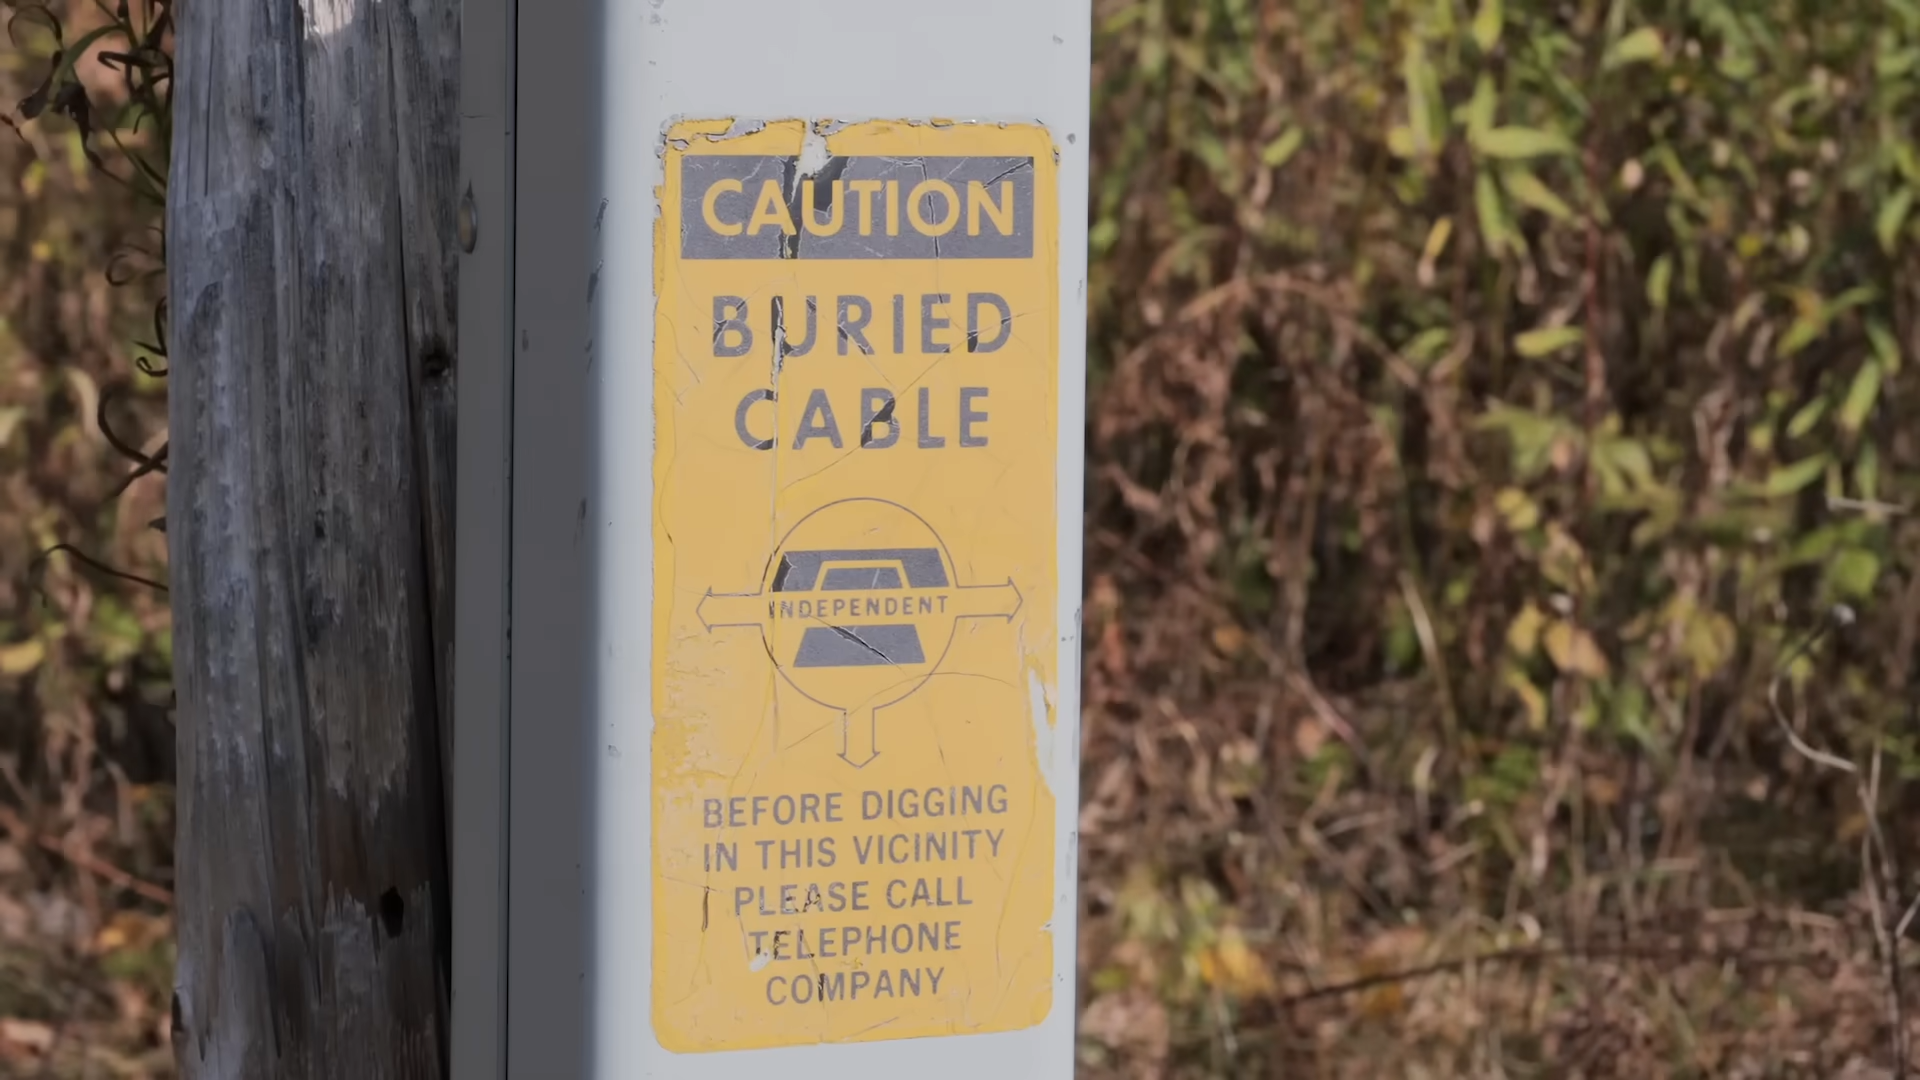 CAUTION
BURIED
CABLE
INDEPENDENT
BEFORE DIGGING
IN THIS VICINITY
PLEASE CALL
TELEPHONE
COMPANY